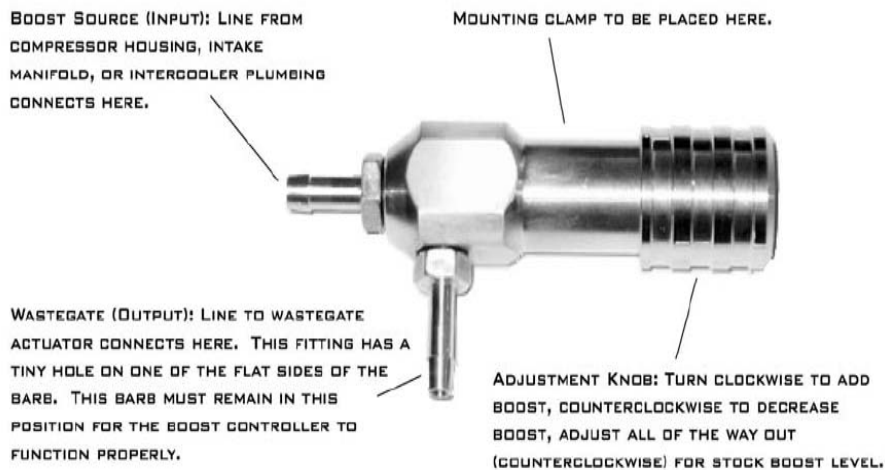 BOOST SOURCE (INPUT): LINE FROM
COMPRESSOR HOUSING, INTAKE
MANIFOLD, OR INTERCOOLER PLUMBING
CONNECTS HERE.
MOUNTING CLAMP TO BE PLACED HERE.
WASTEGATE (OUTPUT): LINE TO WASTEGATE
ACTUATOR CONNECTS HERE. THIS FITTING HAS A
TINY HOLE ON ONE OF THE FLAT SIDES OF THE
BARB. THIS BARB MUST REMAIN IN THIS
POSITION FOR THE BOOST CONTROLLER TO
FUNCTION PROPERLY.
ADJUSTMENT KNOB: TURN CLOCKWISE TO ADD
BOOST, COUNTERCLOCKWISE TO DECREASE
BOOST, ADJUST ALL OF THE WAY OUT
(COUNTERCLOCKWISE) FOR STOCK BOOST LEVEL.